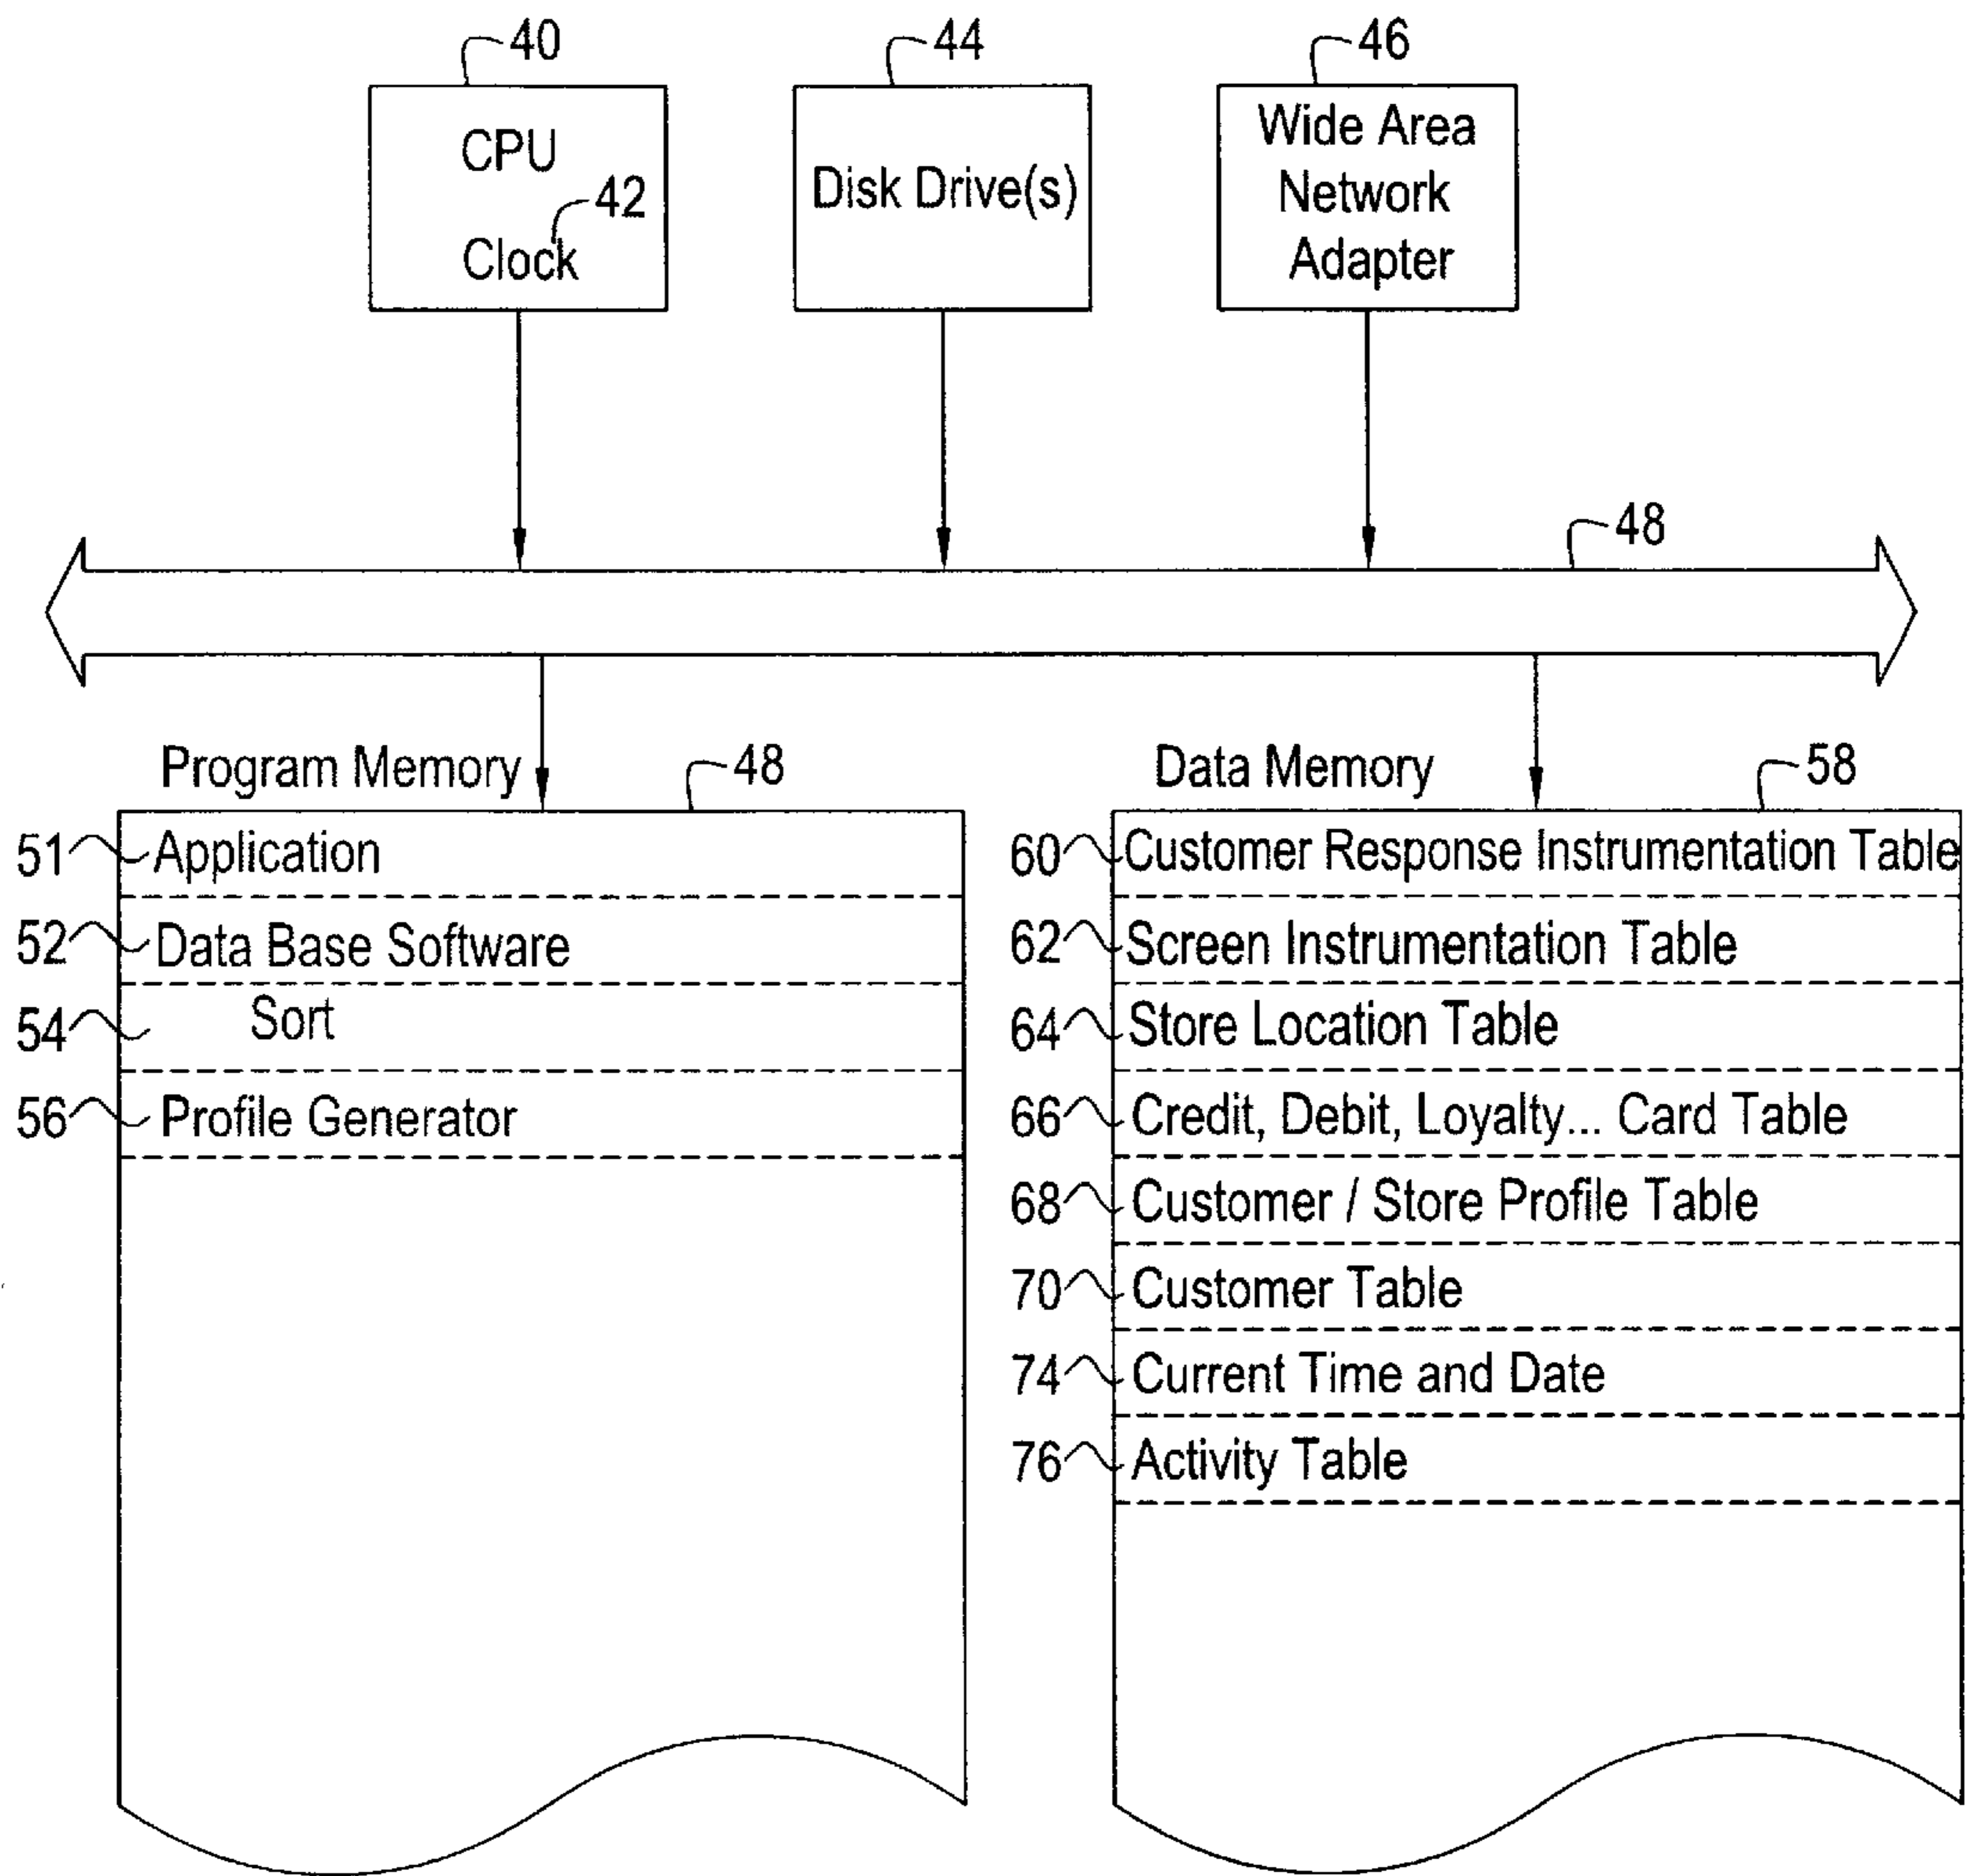 40
44
46
CPU
42
Clock
Disk Drive(s)
Wide Area
Network
Adapter
48
Program Memory
48
51 Application
52 Data Base Software
54 Sort
56 Profile Generator
Data Memory
58
60 Customer Response Instrumentation Table
62 Screen Instrumentation Table
64 Store Location Table
66 Credit, Debit, Loyalty... Card Table
68 Customer / Store Profile Table
70 Customer Table
74 Current Time and Date
76 Activity Table